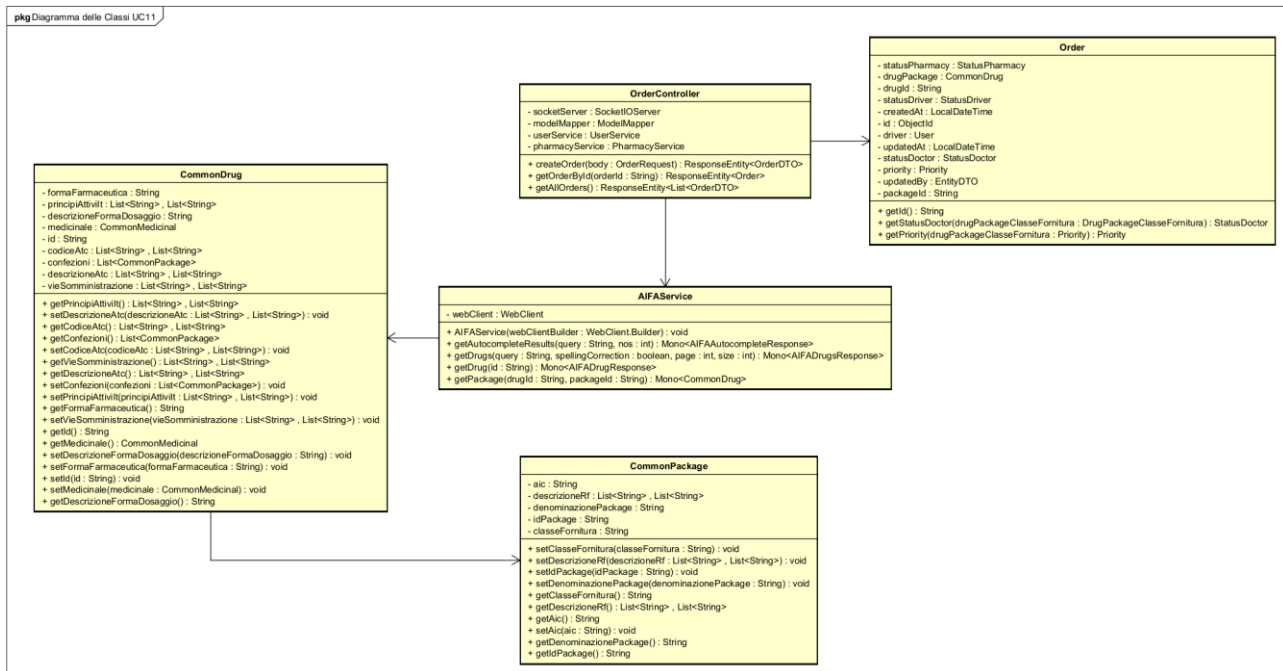 pkg Diagramma delle Classi UC11
Order
- statusPharmacy : StatusPharmacy
- drugPackage : CommonDrug
- drugId : String
- statusDriver : StatusDriver
- createdAt : LocalDateTime
- id : ObjectId
- driver : User
- updatedAt : LocalDateTime
- statusDoctor : StatusDoctor
- priority : Priority
- updatedBy : EntityDTO
- packageId : String
+ getId() : String
+ getStatusDoctor(drugPackageClasseFornitura : DrugPackageClasseFornitura) : StatusDoctor
+ getPriority(drugPackageClasseFornitura : Priority) : Priority
OrderController
- socketServer : SocketIOServer
- modelMapper : ModelMapper
- userService : UserService
- pharmacyService : PharmacyService
+ createOrder(body : OrderRequest) : ResponseEntity<OrderDTO>
+ getOrderById(orderId : String) : ResponseEntity<Order>
+ getAllOrders() : ResponseEntity<List<OrderDTO>
CommonDrug
- formaFarmaceutica : String
- principiAttiviIt : List<String> , List<String>
- descrizioneFormaDosaggio : String
- medicinale : CommonMedicinal
- id : String
- codiceAtc : List<String> , List<String>
- confezioni : List<CommonPackage>
- descrizioneAtc : List<String> , List<String>
- vieSomministrazione : List<String> , List<String>
+ getPrincipiAttiviIt() : List<String> , List<String>
+ setDescrizioneAtc(descrizioneAtc : List<String> , List<String>) : void
+ getCodiceAtc() : List<String> , List<String>
+ getConfezioni() : List<CommonPackage>
+ setCodiceAtc(codiceAtc : List<String> , List<String>) : void
+ getVieSomministrazione() : List<String> , List<String>
+ getDescrizioneAtc() : List<String> , List<String>
+ setConfezioni(confezioni : List<CommonPackage>) : void
+ setPrincipiAttivi(principiAttiviIt : List<String> , List<String>) : void
+ getFormaFarmaceutica() : String
+ setVieSomministrazione(vieSomministrazione : List<String> , List<String>) : void
+ getId() : String
+ getMedicinale() : CommonMedicinal
+ setDescrizioneFormaDosaggio(descrizioneFormaDosaggio : String) : void
+ setFormaFarmaceutica(formaFarmaceutica : String) : void
+ setId(id : String) : void
+ setMedicinale(medicinale : CommonMedicinal) : void
+ getDescrizioneFormaDosaggio() : String
AIFAService
- webClient : WebClient
+ AIFAService(webClientBuilder : WebClient.Builder) : void
+ getAutocompleteResults(query : String, nos : int) : Mono<AIFAAutocompleteResponse>
+ getDrugs(query : String, spellingCorrection : boolean, page : int, size : int) : Mono<AIFADrugsResponse>
+ getDrug(id : String) : Mono<AIFADrugResponse>
+ getPackage(drugId : String, packageId : String) : Mono<CommonDrug>
CommonPackage
- aic : String
- descrizioneRf : List<String> , List<String>
- denominazionePackage : String
- idPackage : String
- classeFornitura : String
+ setClasseFornitura(classeFornitura : String) : void
+ setDescrizioneRf(descrizioneRf : List<String> , List<String>) : void
+ setIdPackage(idPackage : String) : void
+ setDenominazionePackage(denominazionePackage : String) : void
+ getClasseFornitura() : String
+ getDescrizioneRf() : List<String> , List<String>
+ getAic() : String
+ setAic(aic : String) : void
+ getDenominazionePackage() : String
+ getIdPackage() : String